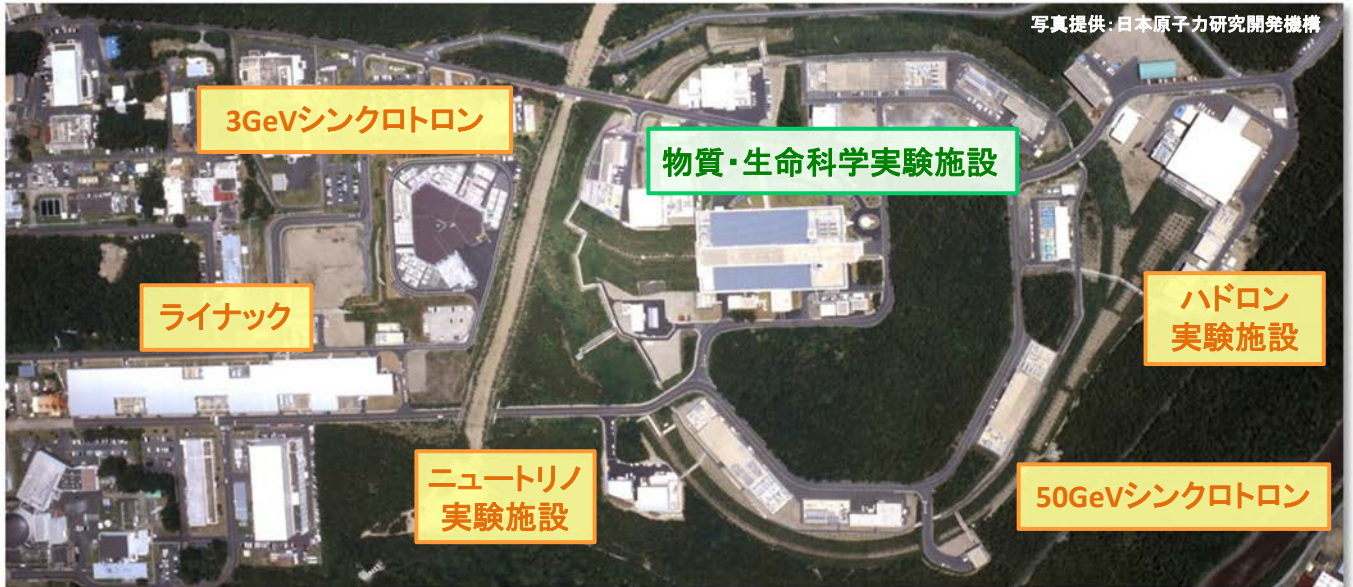 写真提供：日本原子力研究開発機構
3GeVシンクロトロン
物質・生命科学実験施設
ライナック
ハドロン
実験施設
ニュートリノ
実験施設
50GeVシンクロトロン